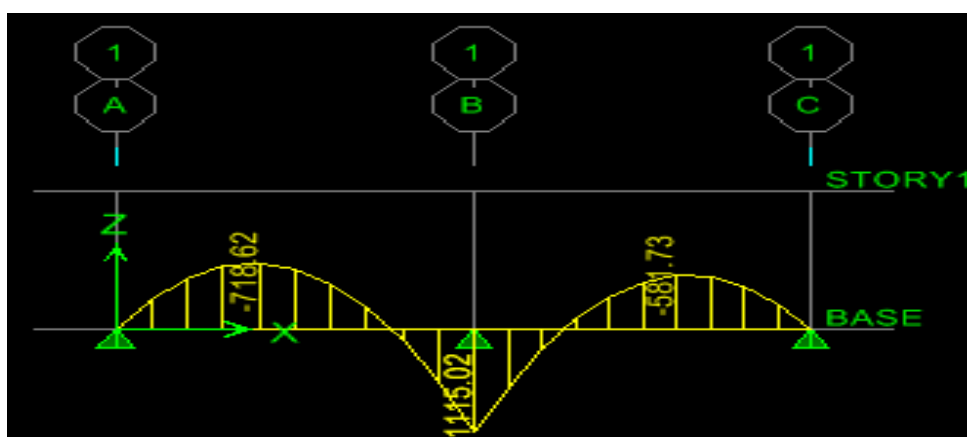 1 1 1
A B C
STORY1
Z
-718.62
-581.73
BASE
X
1115.02